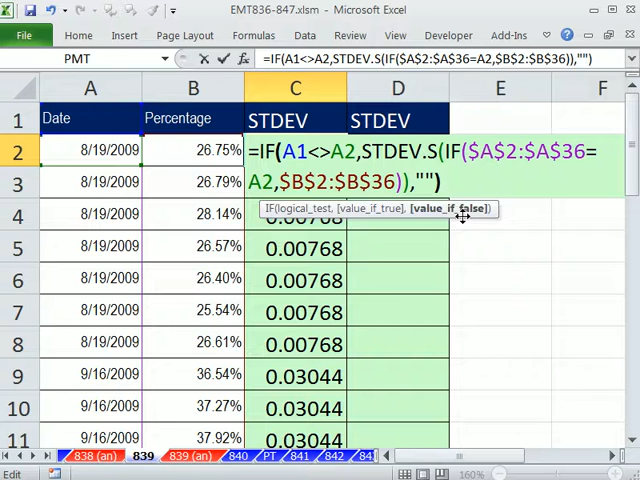 EMT836-847.xlsm - Microsoft Excel
File Home Insert Page Layout Formulas Data Review View Developer Add-Ins
PMT =IF(A1<>A2,STDEV.S(IF($A$2:$A$36=A2,$B$2:$B$36)),"")
A B C D E F
1 Date Percentage STDEV STDEV
2 8/19/2009 26.75% =IF(A1<>A2,STDEV.S(IF($A$2:$A$36=
3 8/19/2009 26.79% A2,$B$2:$B$36)),"")
IF(logical_test, [value_if_true], [value_if_false])
4 8/19/2009 28.14% 0.00768
5 8/19/2009 26.57% 0.00768
6 8/19/2009 26.40% 0.00768
7 8/19/2009 25.54% 0.00768
8 8/19/2009 26.61% 0.00768
9 9/16/2009 36.54% 0.03044
10 9/16/2009 37.27% 0.03044
11 9/16/2009 37.92% 0.03044
838 (an) 839 839 (an) 840 PT 841 842
Edit 160%